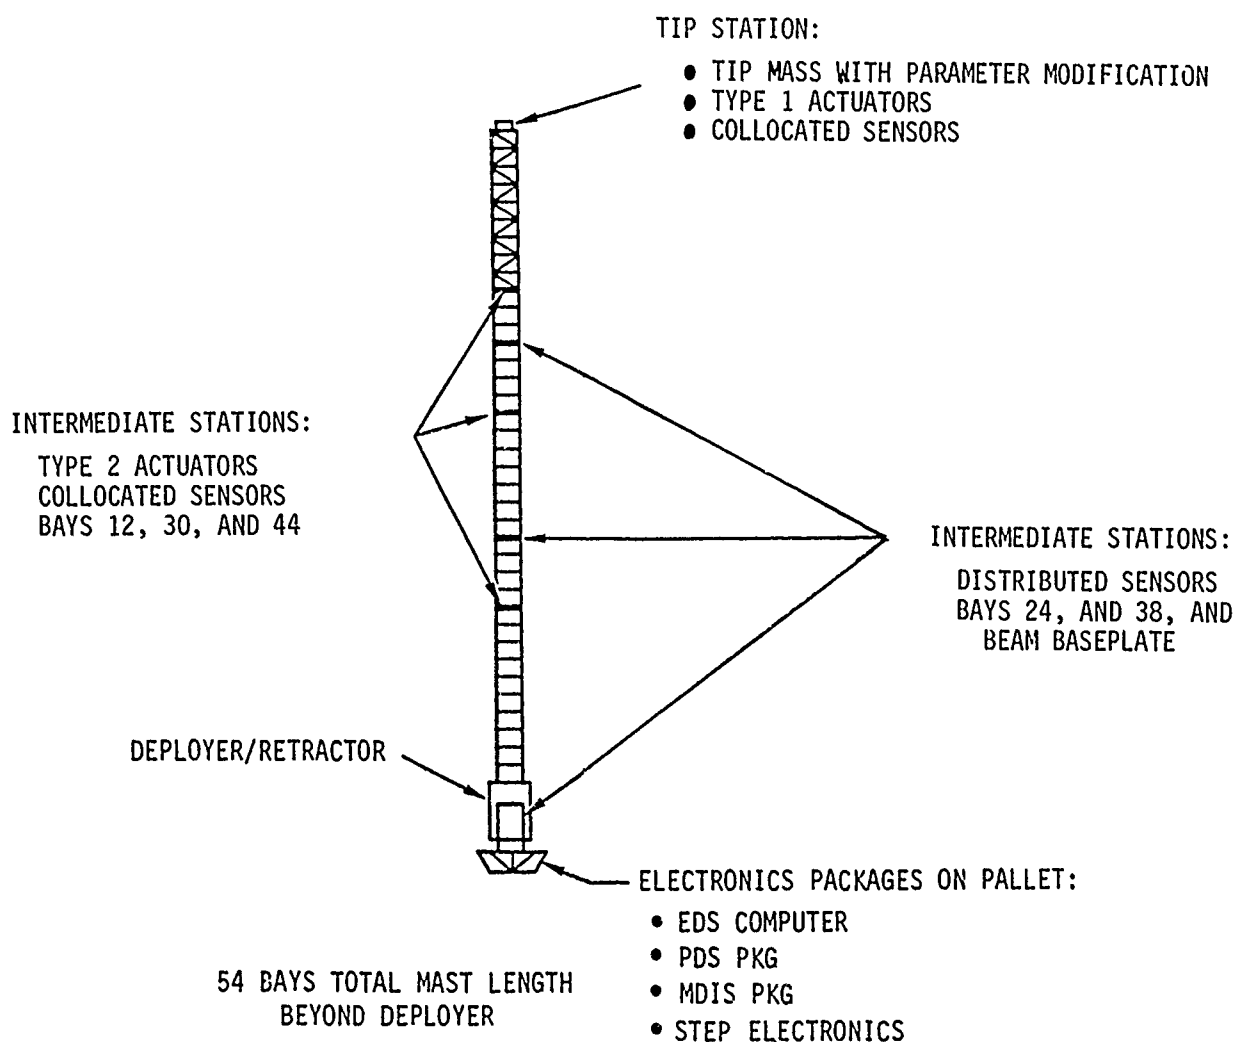 TIP STATION:
● TIP MASS WITH PARAMETER MODIFICATION
● TYPE 1 ACTUATORS
● COLLOCATED SENSORS
INTERMEDIATE STATIONS:
TYPE 2 ACTUATORS
COLLOCATED SENSORS
BAYS 12, 30, AND 44
INTERMEDIATE STATIONS:
DISTRIBUTED SENSORS
BAYS 24, AND 38, AND
BEAM BASEPLATE
DEPLOYER/RETRACTOR
ELECTRONICS PACKAGES ON PALLET:
● EDS COMPUTER
● PDS PKG
● MDIS PKG
● STEP ELECTRONICS
54 BAYS TOTAL MAST LENGTH
BEYOND DEPLOYER